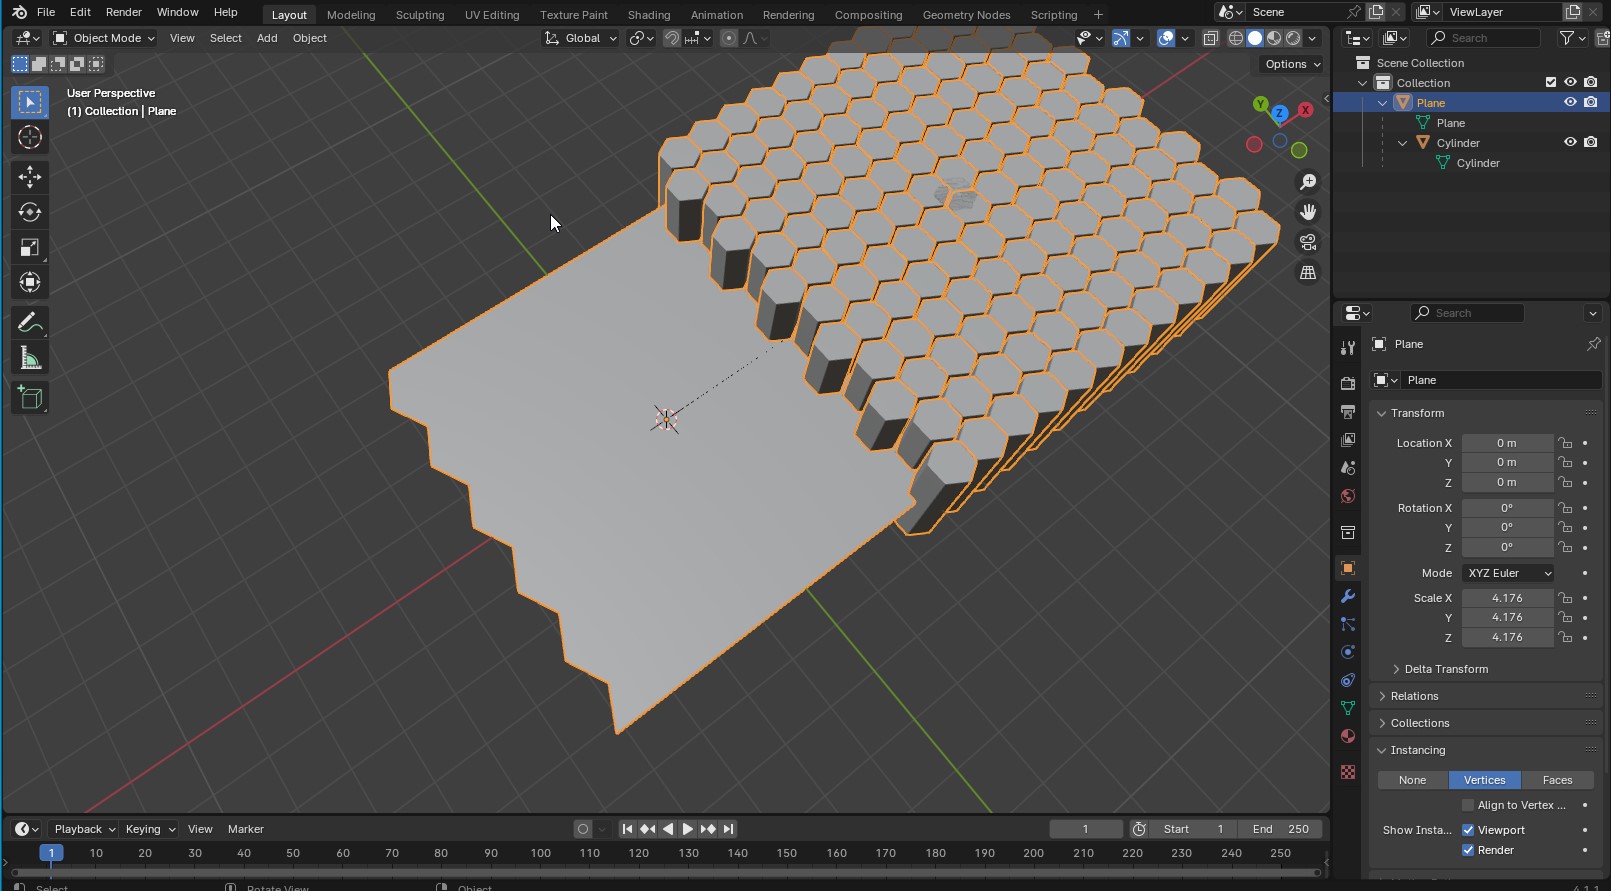 File Edit Render Window Help
Layout Modeling Sculpting UV Editing Texture Paint Shading Animation Rendering Compositing Geometry Nodes Scripting +
Scene
ViewLayer
Object Mode View Select Add Object
Global
Options
User Perspective
(1) Collection | Plane
Y
Z
X
Search
Scene Collection
Collection
Plane
Plane
Cylinder
Cylinder
Search
Plane
Plane
Transform
Location X 0 m
Y 0 m
Z 0 m
Rotation X 0°
Y 0°
Z 0°
Mode XYZ Euler
Scale X 4.176
Y 4.176
Z 4.176
Delta Transform
Relations
Collections
Instancing
None Vertices Faces
Align to Vertex ...
Show Insta... Viewport
Render
Playback Keying View Marker
1 Start 1 End 250
1 10 20 30 40 50 60 70 80 90 100 110 120 130 140 150 160 170 180 190 200 210 220 230 240 250
Select Rotate View Object